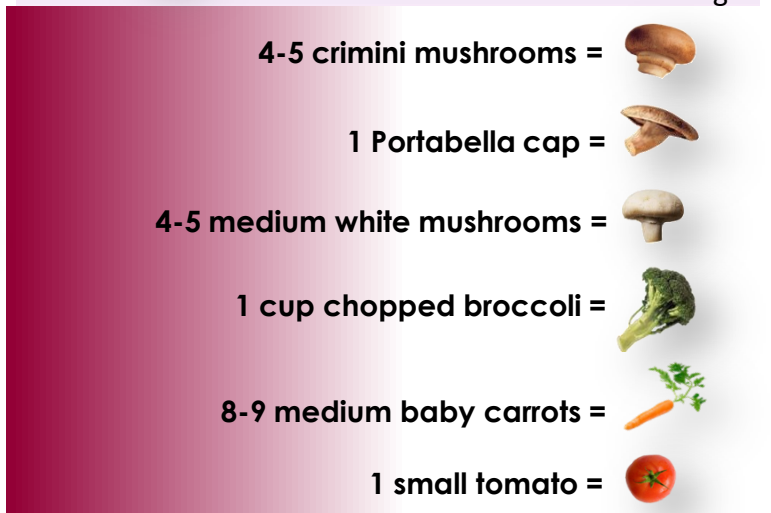 g
4-5 crimini mushrooms =
1 Portabella cap =
4-5 medium white mushrooms =
1 cup chopped broccoli =
8-9 medium baby carrots =
1 small tomato =